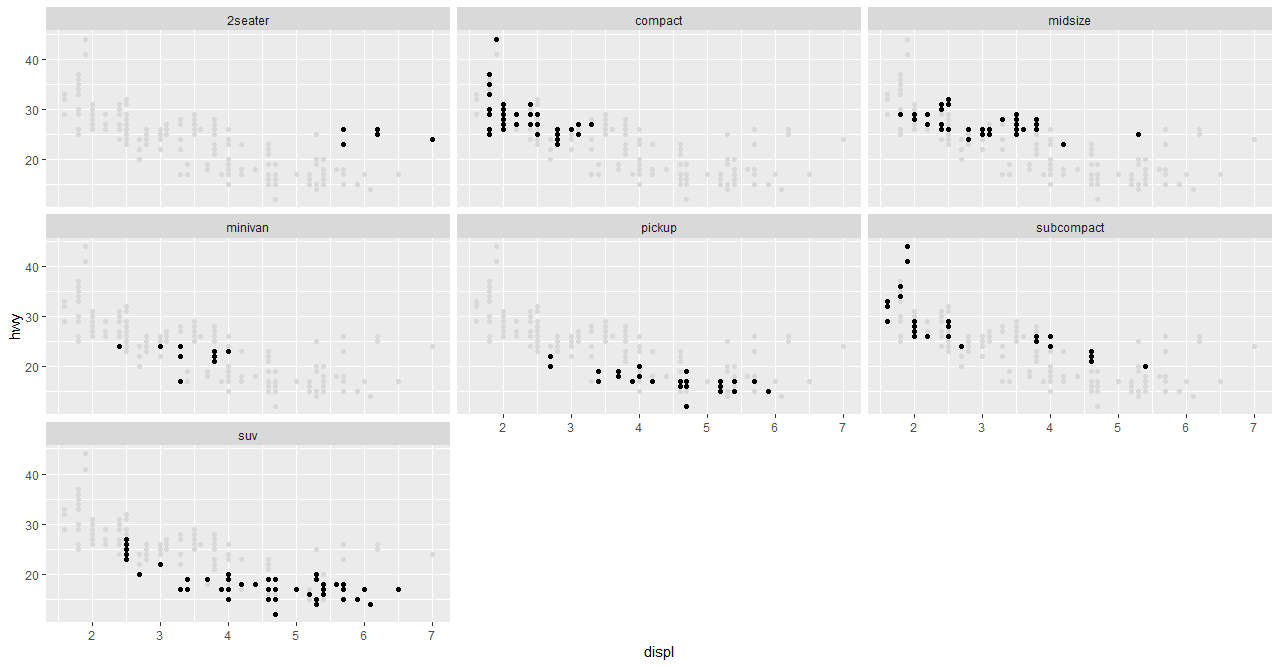 2seater compact midsize
40
30
20
minivan pickup subcompact
40
30
20
2 3 4 5 6 7 2 3 4 5 6 7
suv
40
30
20
2 3 4 5 6 7
hwy
displ